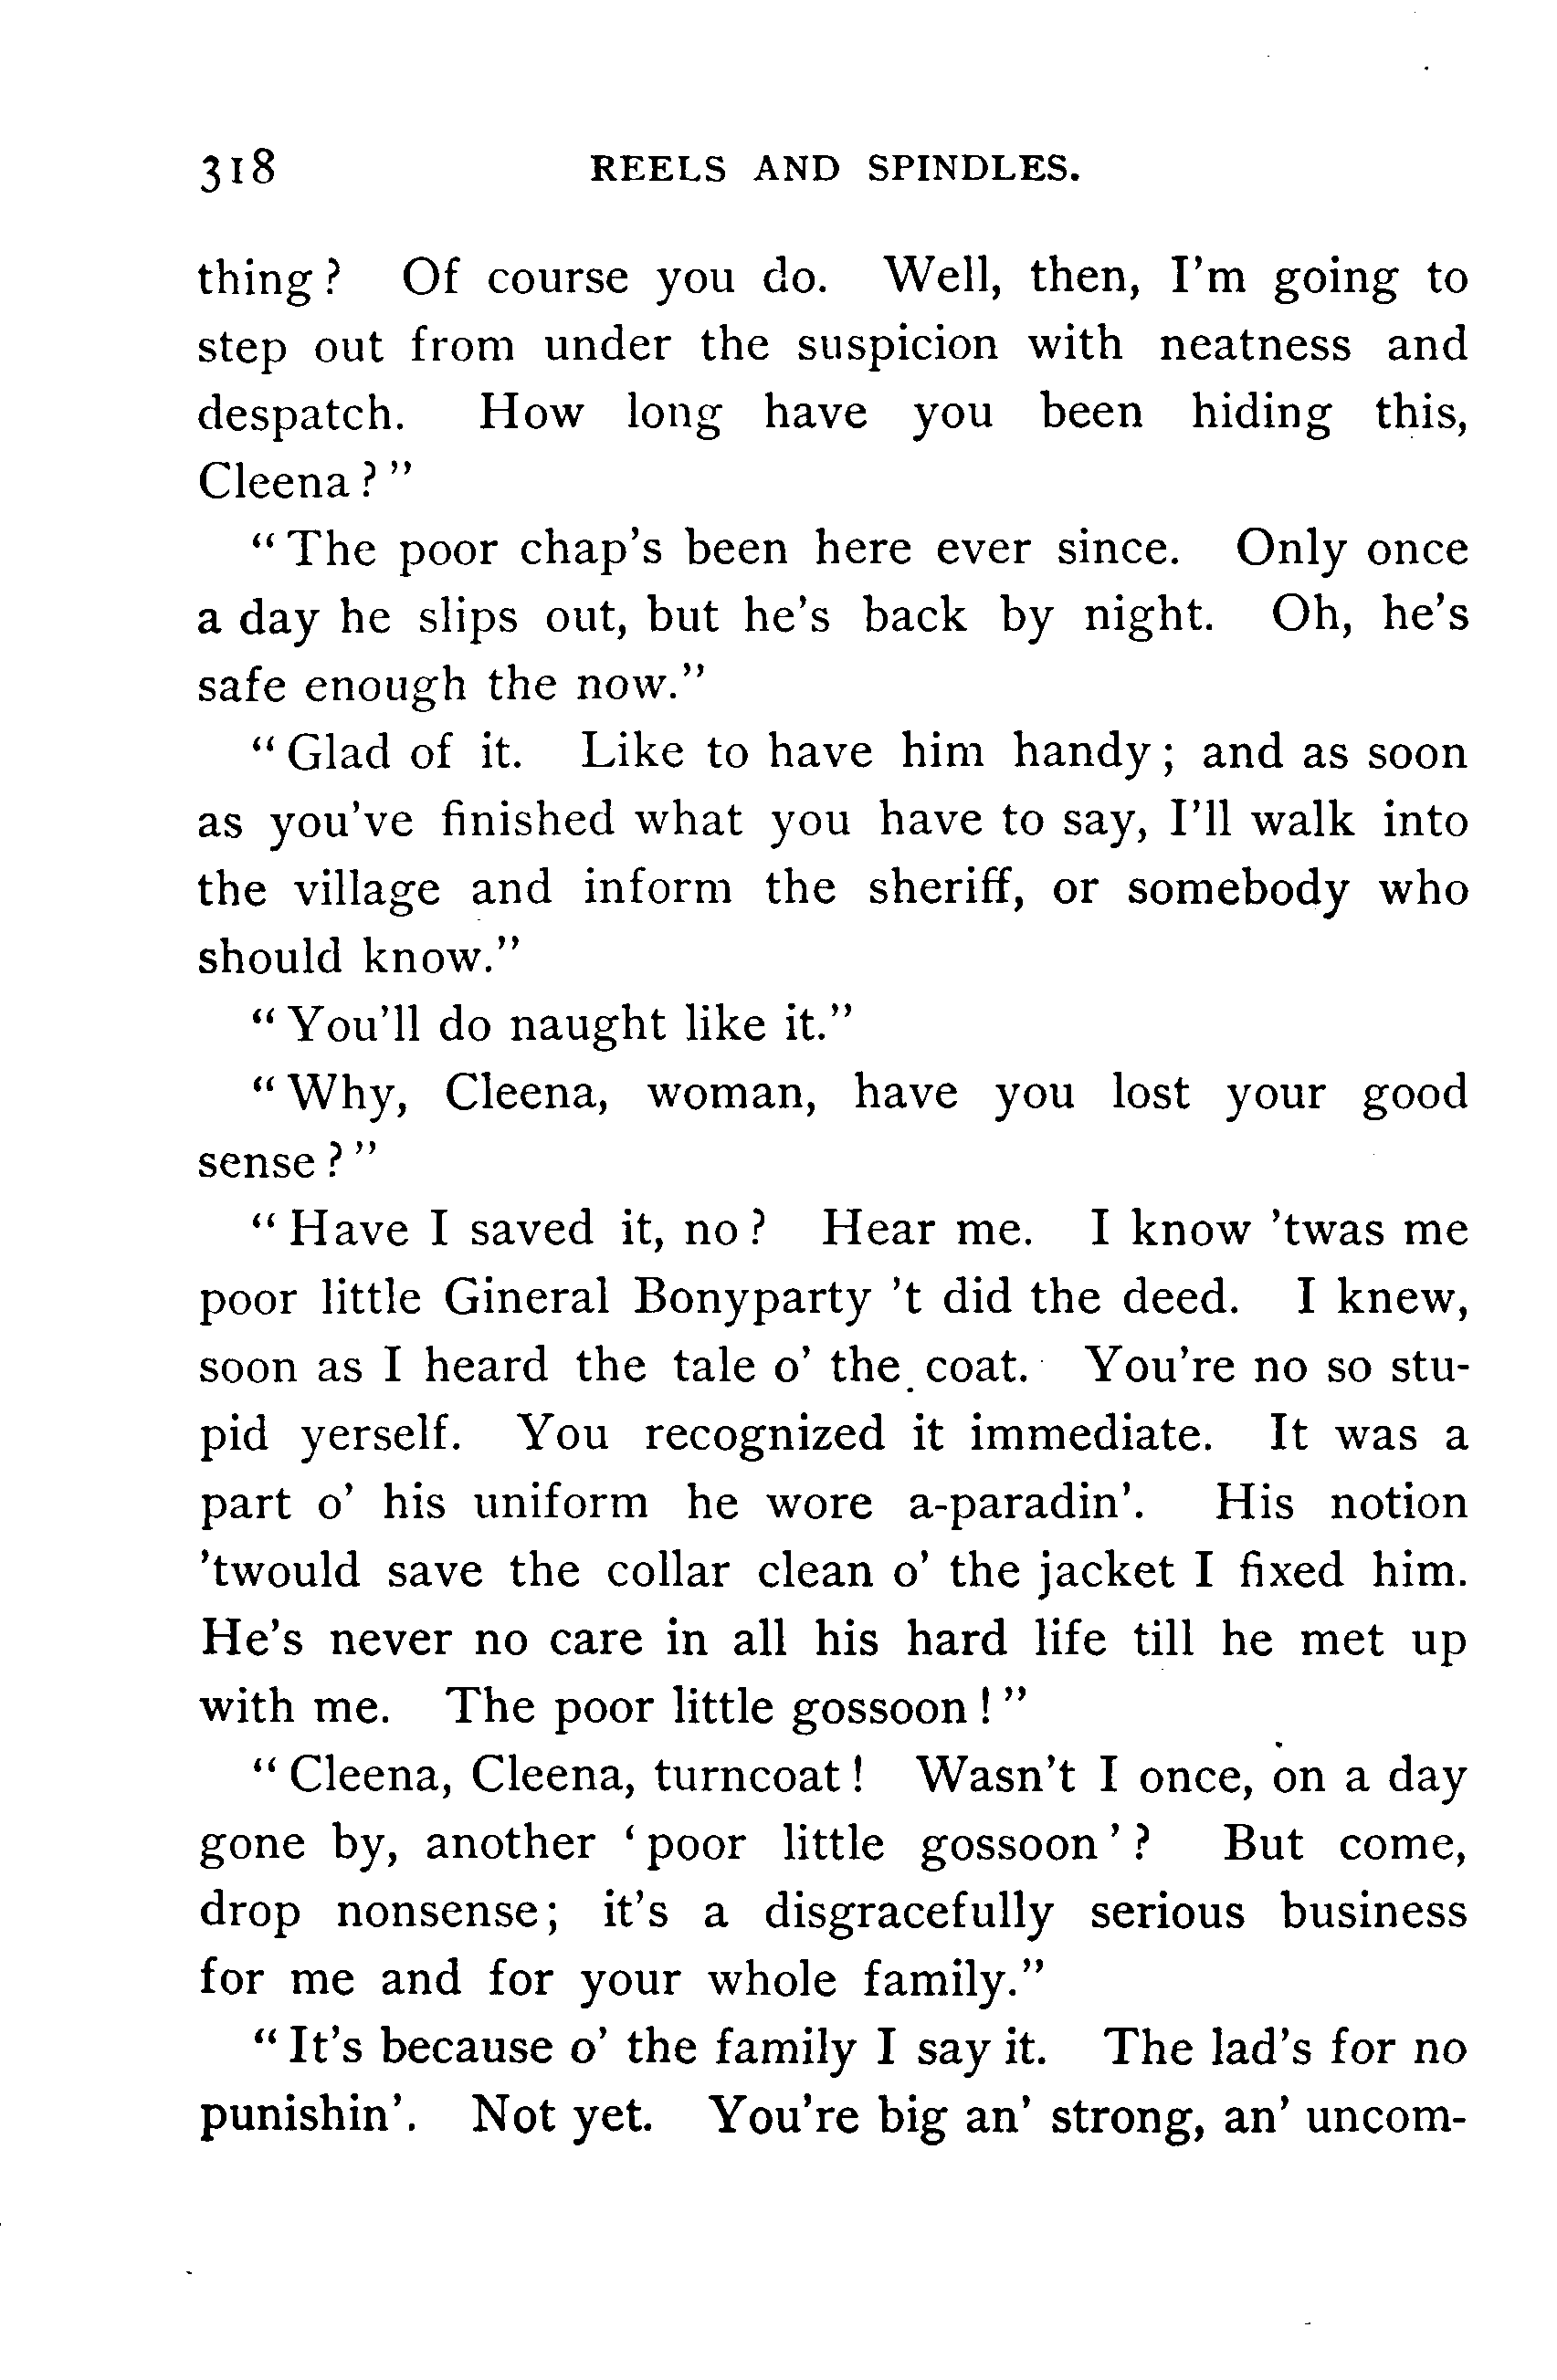 318 REELS AND SPINDLES.
thing? Of course you do. Well, then, I'm going to
step out from under the suspicion with neatness and
despatch. How long have you been hiding this,
Cleena?"
"The poor chap's been here ever since. Only once
a day he slips out, but he's back by night. Oh, he's
safe enough the now."
"Glad of it. Like to have him handy; and as soon
as you've finished what you have to say, I'll walk into
the village and inform the sheriff, or somebody who
should know."
"You'll do naught like it."
"Why, Cleena, woman, have you lost your good
sense?"
"Have I saved it, no? Hear me. I know 'twas me
poor little Gineral Bonyparty 't did the deed. I knew,
soon as I heard the tale o' the coat. You're no so stu-
pid yerself. You recognized it immediate. It was a
part o' his uniform he wore a-paradin'. His notion
'twould save the collar clean o' the jacket I fixed him.
He's never no care in all his hard life till he met up
with me. The poor little gossoon!"
"Cleena, Cleena, turncoat! Wasn't I once, on a day
gone by, another 'poor little gossoon'? But come,
drop nonsense; it's a disgracefully serious business
for me and for your whole family."
"It's because o' the family I say it. The lad's for no
punishin'. Not yet. You're big an' strong, an' uncom-